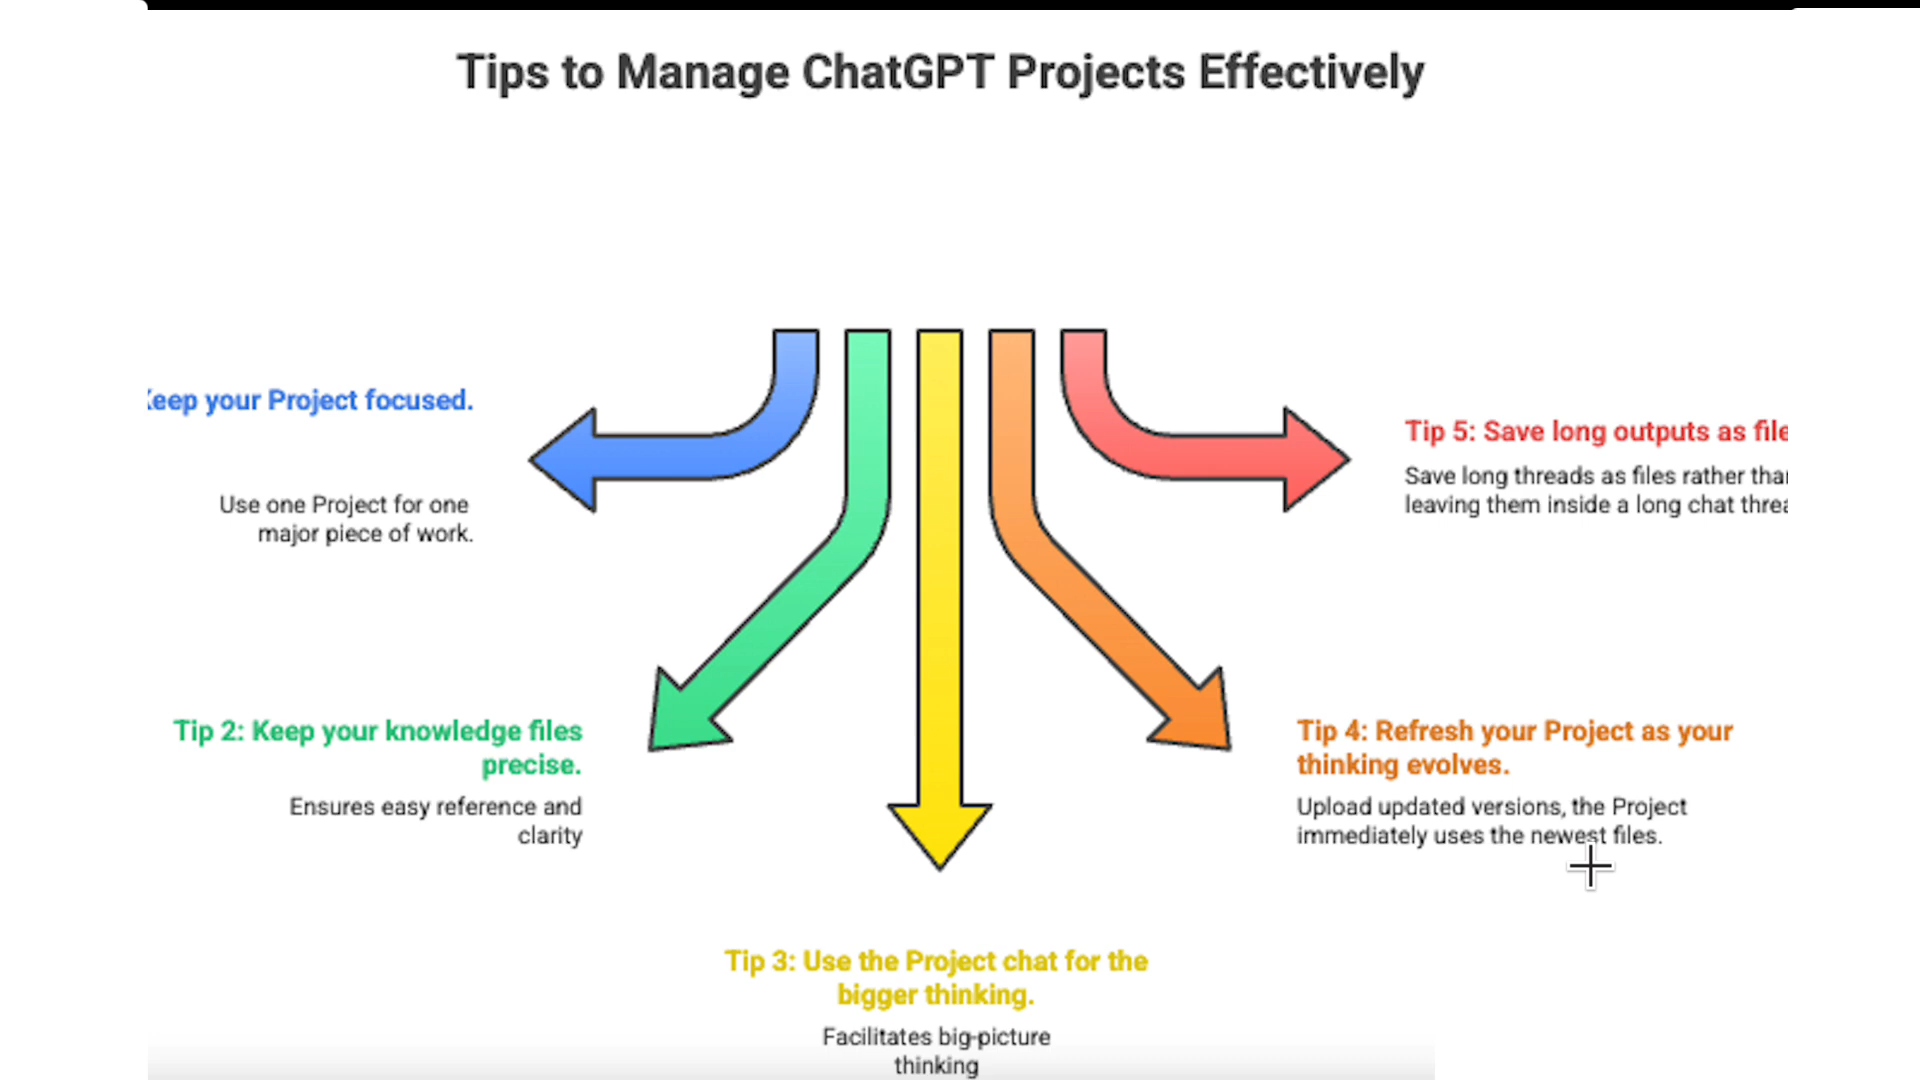 Tips to Manage ChatGPT Projects Effectively
Keep your Project focused.
Use one Project for one
major piece of work.
Tip 2: Keep your knowledge files
precise.
Ensures easy reference and
clarity
Tip 3: Use the Project chat for the
bigger thinking.
Facilitates big-picture
thinking
Tip 4: Refresh your Project as your
thinking evolves.
Upload updated versions, the Project
immediately uses the newest files.
Tip 5: Save long outputs as file
Save long threads as files rather than
leaving them inside a long chat